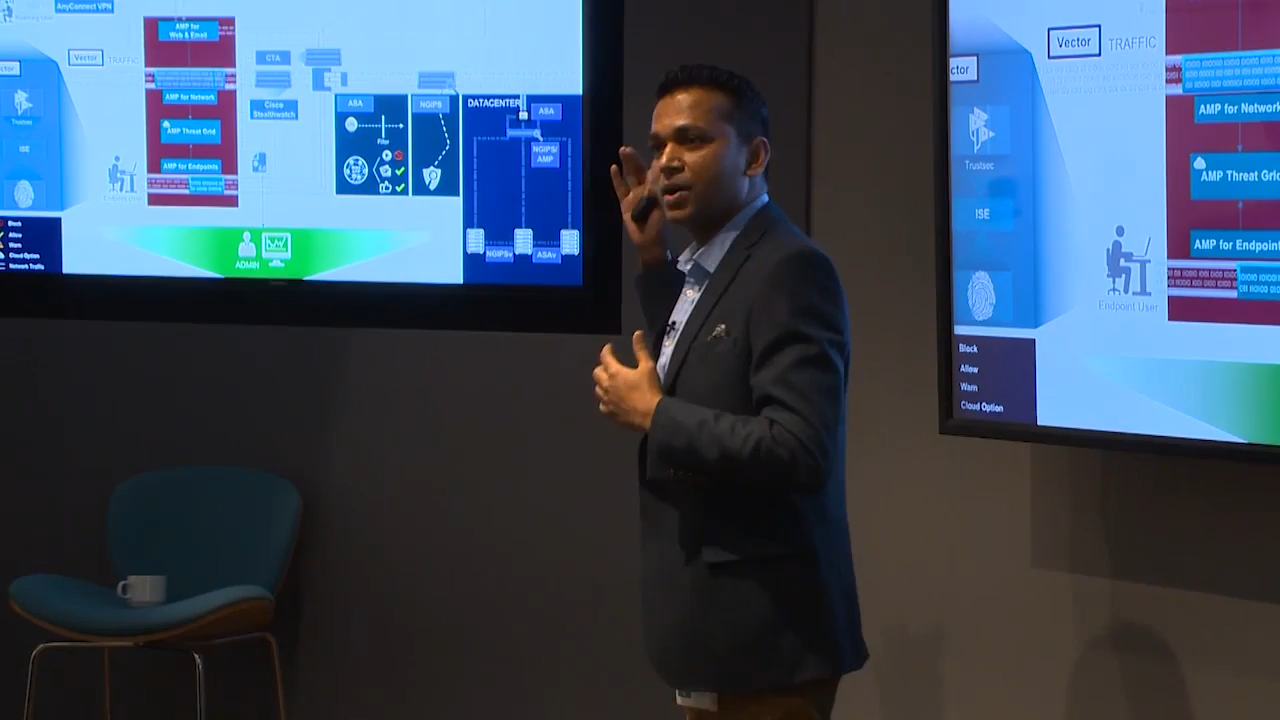 AnyConnect VPN
AMP for
Web & Email
Vector
TRAFFIC
CTA
AMP for Network
Cisco
Stealthwatch
AMP Threat Grid
AMP for Endpoints
Trustsec
ISE
ASA
Filter
NGIPS
DATACENTER
ASA
NGIPS/
AMP
NGIPSv
ASAv
ADMIN
Block
Allow
Warn
Cloud Option
Network Traffic
Vector
TRAFFIC
ctor
AMP for Network
Trustsec
AMP Threat Grid
ISE
AMP for Endpoint
Endpoint User
Block
Allow
Warn
Cloud Option